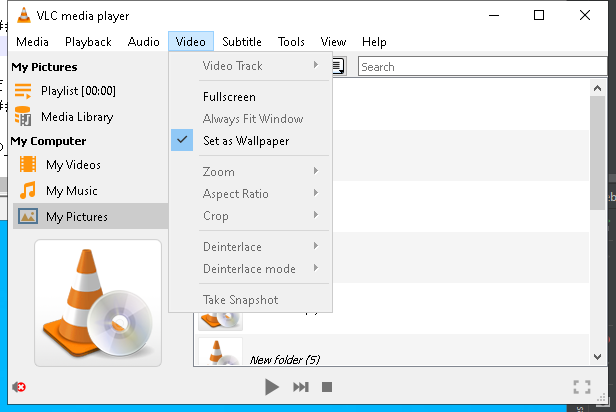 VLC media player
Media Playback Audio Video Subtitle Tools View Help
My Pictures
Playlist [00:00]
Media Library
My Computer
My Videos
My Music
My Pictures
Video Track
Fullscreen
Always Fit Window
Set as Wallpaper
Zoom
Aspect Ratio
Crop
Deinterlace
Deinterlace mode
Take Snapshot
Search
New folder (5)